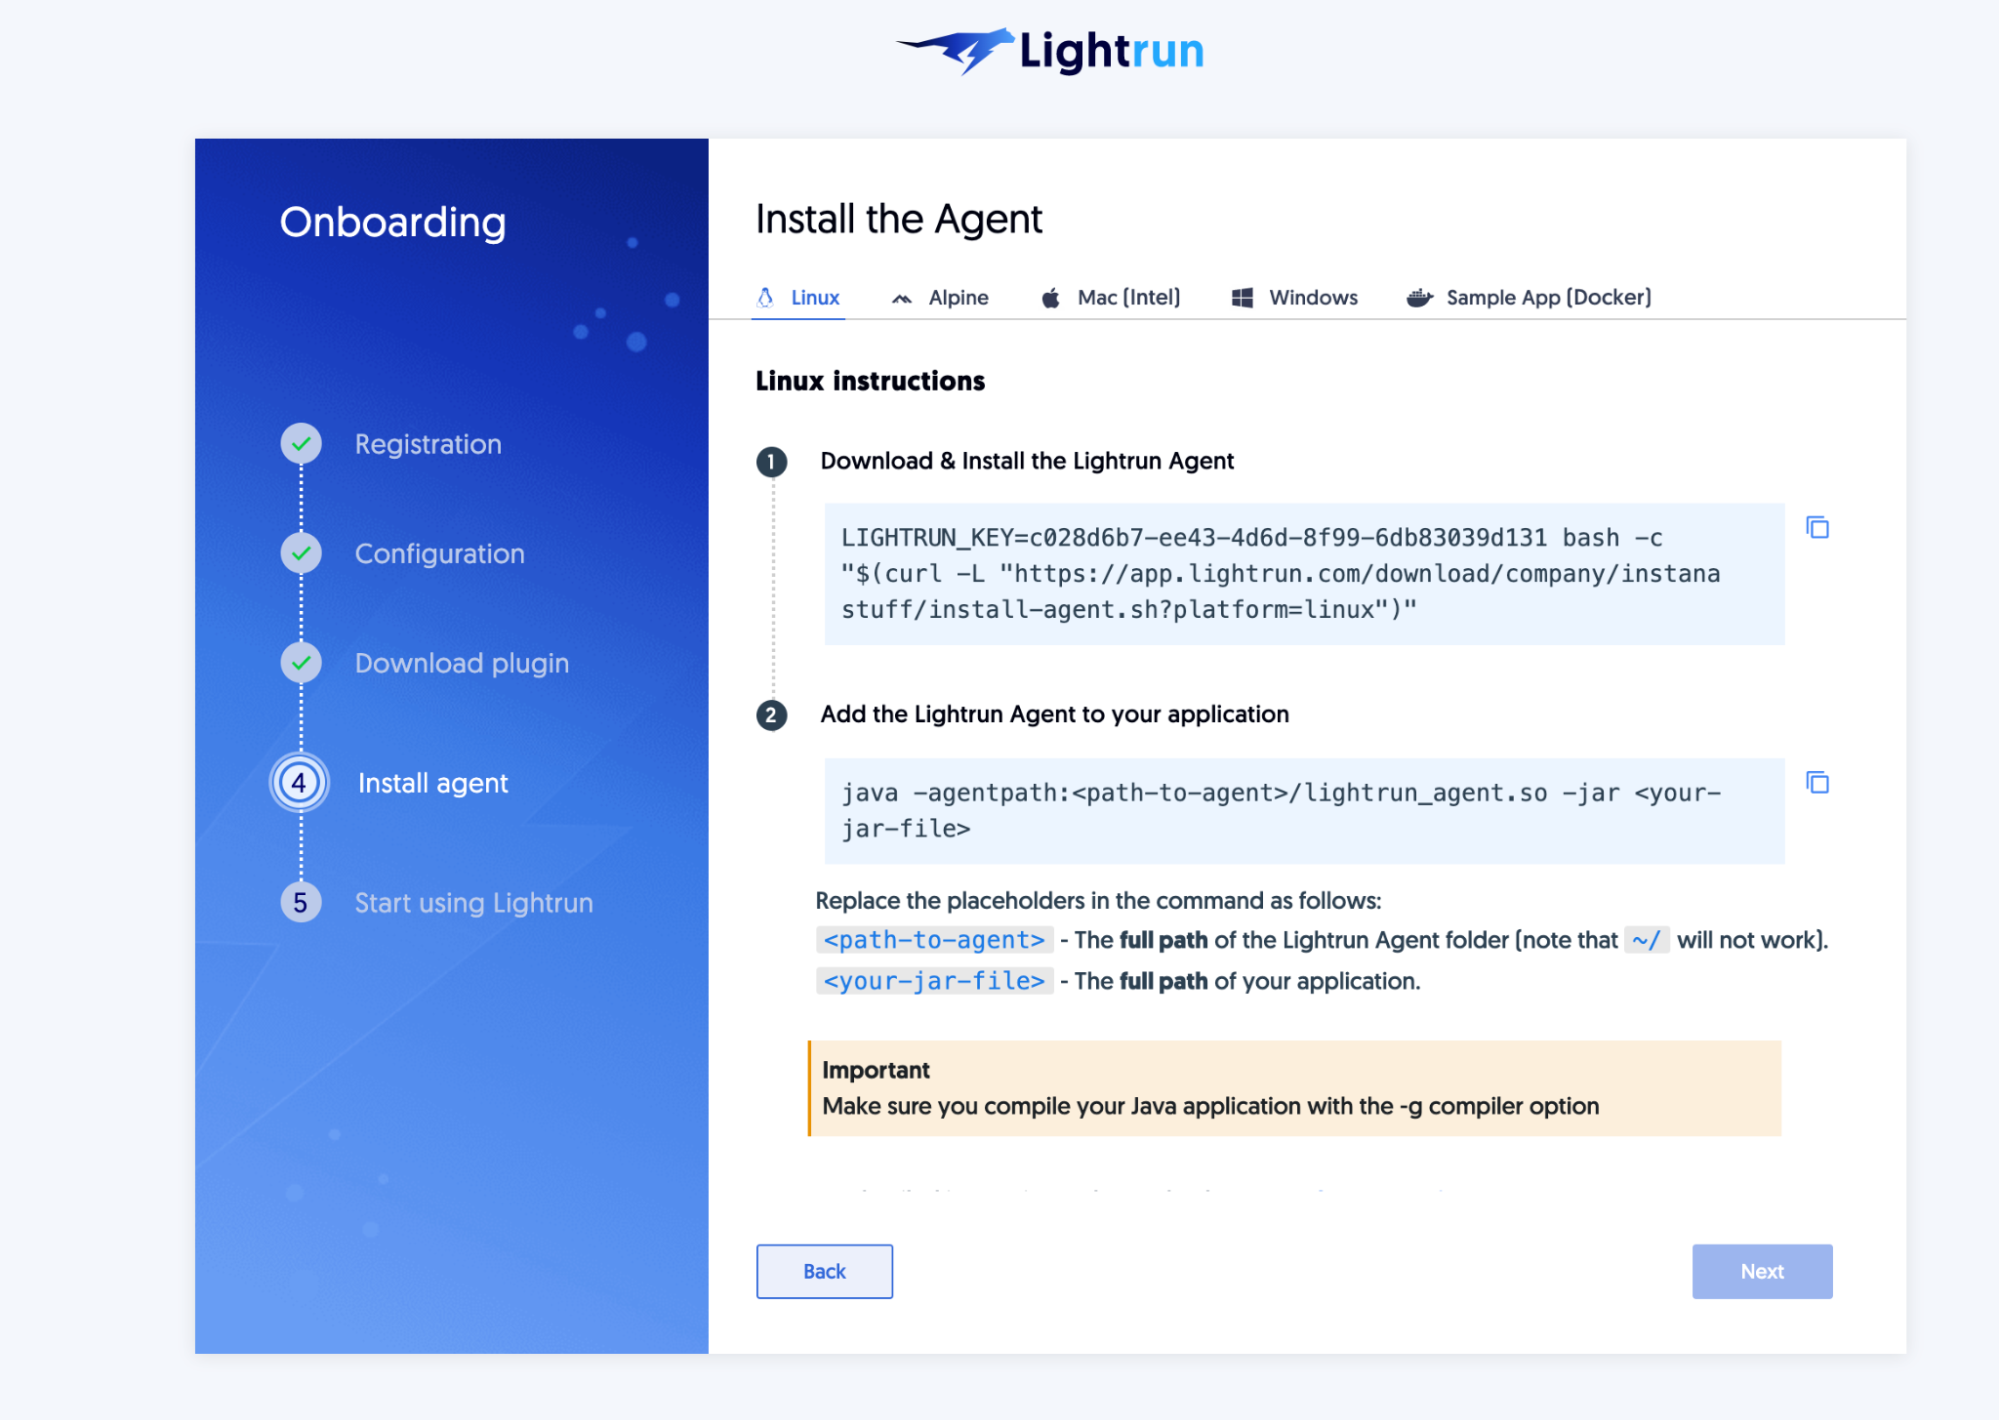 Lightrun
Onboarding
Registration
Configuration
Download plugin
4 Install agent
5 Start using Lightrun
Install the Agent
Linux Alpine Mac (Intel) Windows Sample App (Docker)
Linux instructions
1 Download & Install the Lightrun Agent
LIGHTRUN_KEY=c028d6b7-ee43-4d6d-8f99-6db83039d131 bash -c
"$(curl -L "https://app.lightrun.com/download/company/instana
stuff/install-agent.sh?platform=linux")"
2 Add the Lightrun Agent to your application
java -agentpath:<path-to-agent>/lightrun_agent.so -jar <your-
jar-file>
Replace the placeholders in the command as follows:
<path-to-agent> - The full path of the Lightrun Agent folder (note that ~/ will not work).
<your-jar-file> - The full path of your application.
Important
Make sure you compile your Java application with the -g compiler option
Back
Next